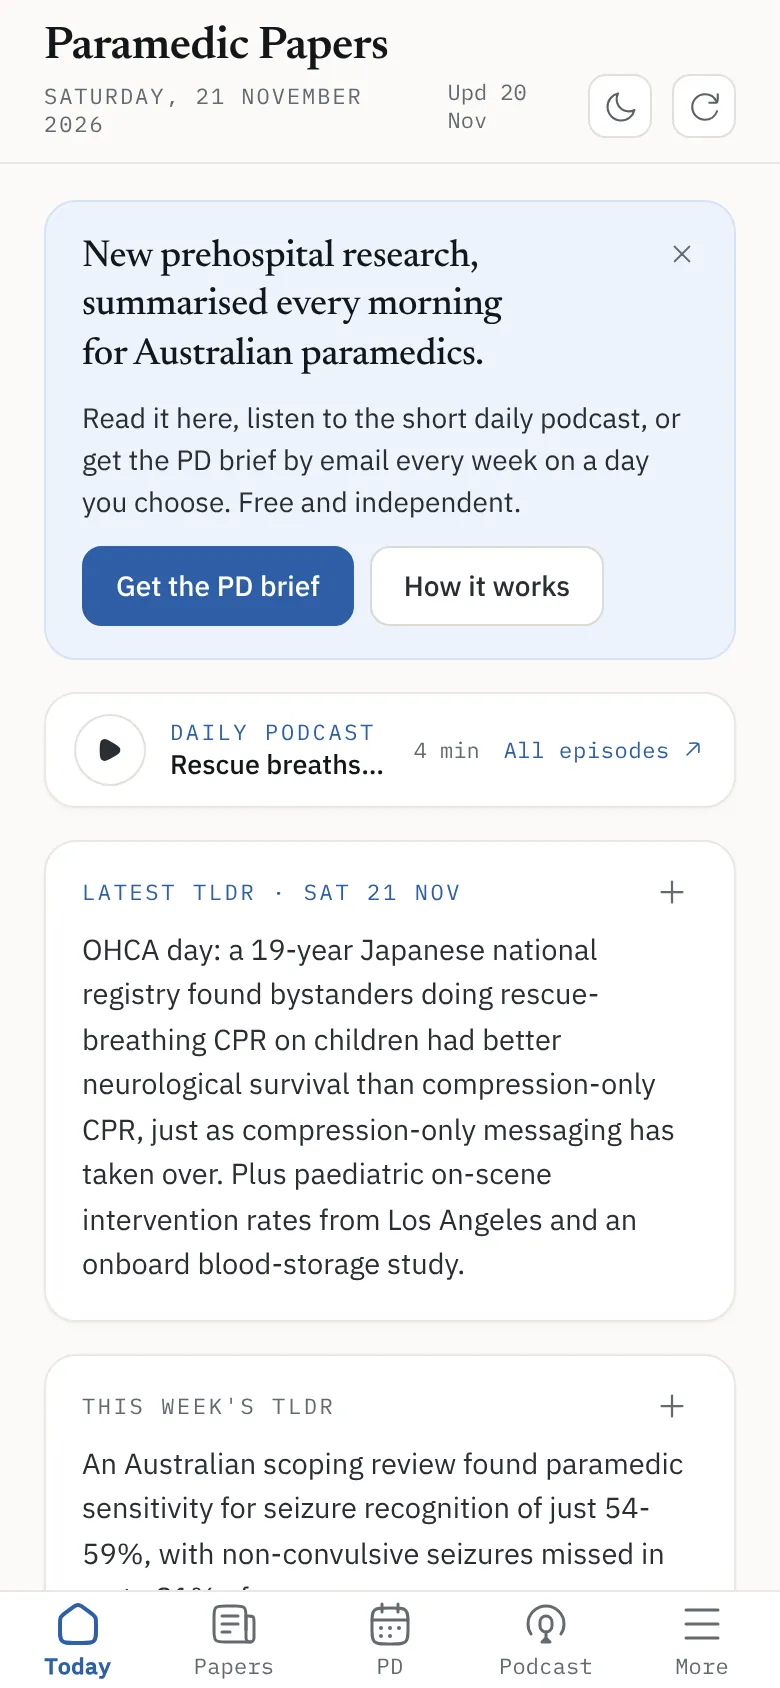 Paramedic Papers
SATURDAY, 21 NOVEMBER
2026
Upd 20
Nov
New prehospital research,
summarised every morning
for Australian paramedics.
Read it here, listen to the short daily podcast, or
get the PD brief by email every week on a day
you choose. Free and independent.
Get the PD brief
How it works
DAILY PODCAST
Rescue breaths...
4 min
All episodes ↗
LATEST TLDR · SAT 21 NOV
OHCA day: a 19-year Japanese national
registry found bystanders doing rescue-
breathing CPR on children had better
neurological survival than compression-only
CPR, just as compression-only messaging has
taken over. Plus paediatric on-scene
intervention rates from Los Angeles and an
onboard blood-storage study.
THIS WEEK'S TLDR
An Australian scoping review found paramedic
sensitivity for seizure recognition of just 54-
59%, with non-convulsive seizures missed in
Today
Papers
PD
Podcast
More